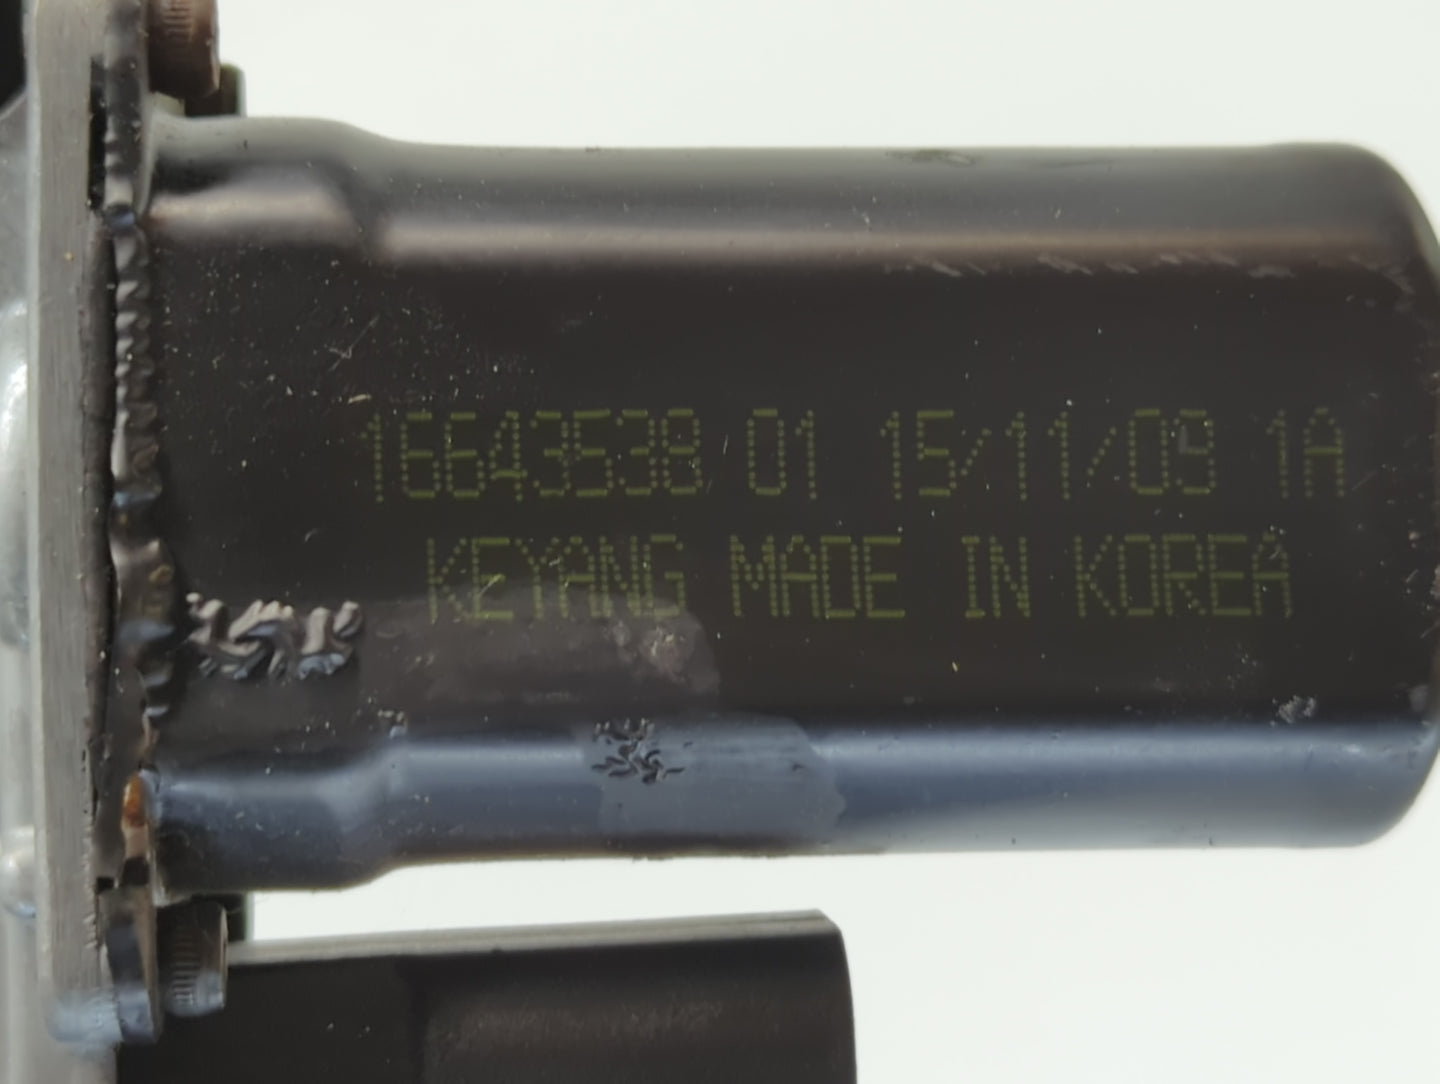 16643538 01 15/11/09 1A
KEYANG MADE IN KOREA